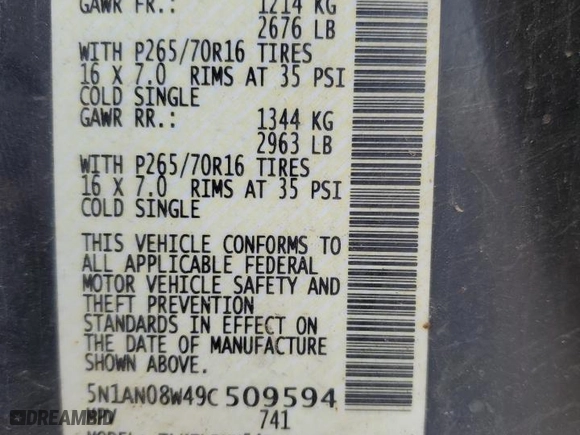 GAWR FR.: 1214 KG
2676 LB
WITH P265/70R16 TIRES
16 X 7.0 RIMS AT 35 PSI
COLD SINGLE
GAWR RR.: 1344 KG
2963 LB
WITH P265/70R16 TIRES
16 X 7.0 RIMS AT 35 PSI
COLD SINGLE
THIS VEHICLE CONFORMS TO
ALL APPLICABLE FEDERAL
MOTOR VEHICLE SAFETY AND
THEFT PREVENTION
STANDARDS IN EFFECT ON
THE DATE OF MANUFACTURE
SHOWN ABOVE.
5N1AN08W49C509594
MPV 741
DREAMBID